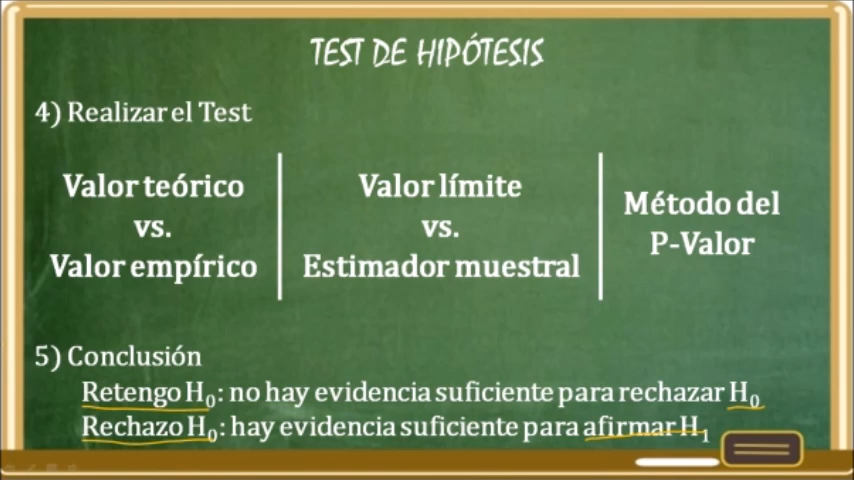 TEST DE HIPÓTESIS
4) Realizar el Test
Valor teórico
vs.
Valor empírico
Valor límite
vs.
Estimador muestral
Método del
P-Valor
5) Conclusión
Retengo H₀: no hay evidencia suficiente para rechazar H₀
Rechazo H₀: hay evidencia suficiente para afirmar H₁